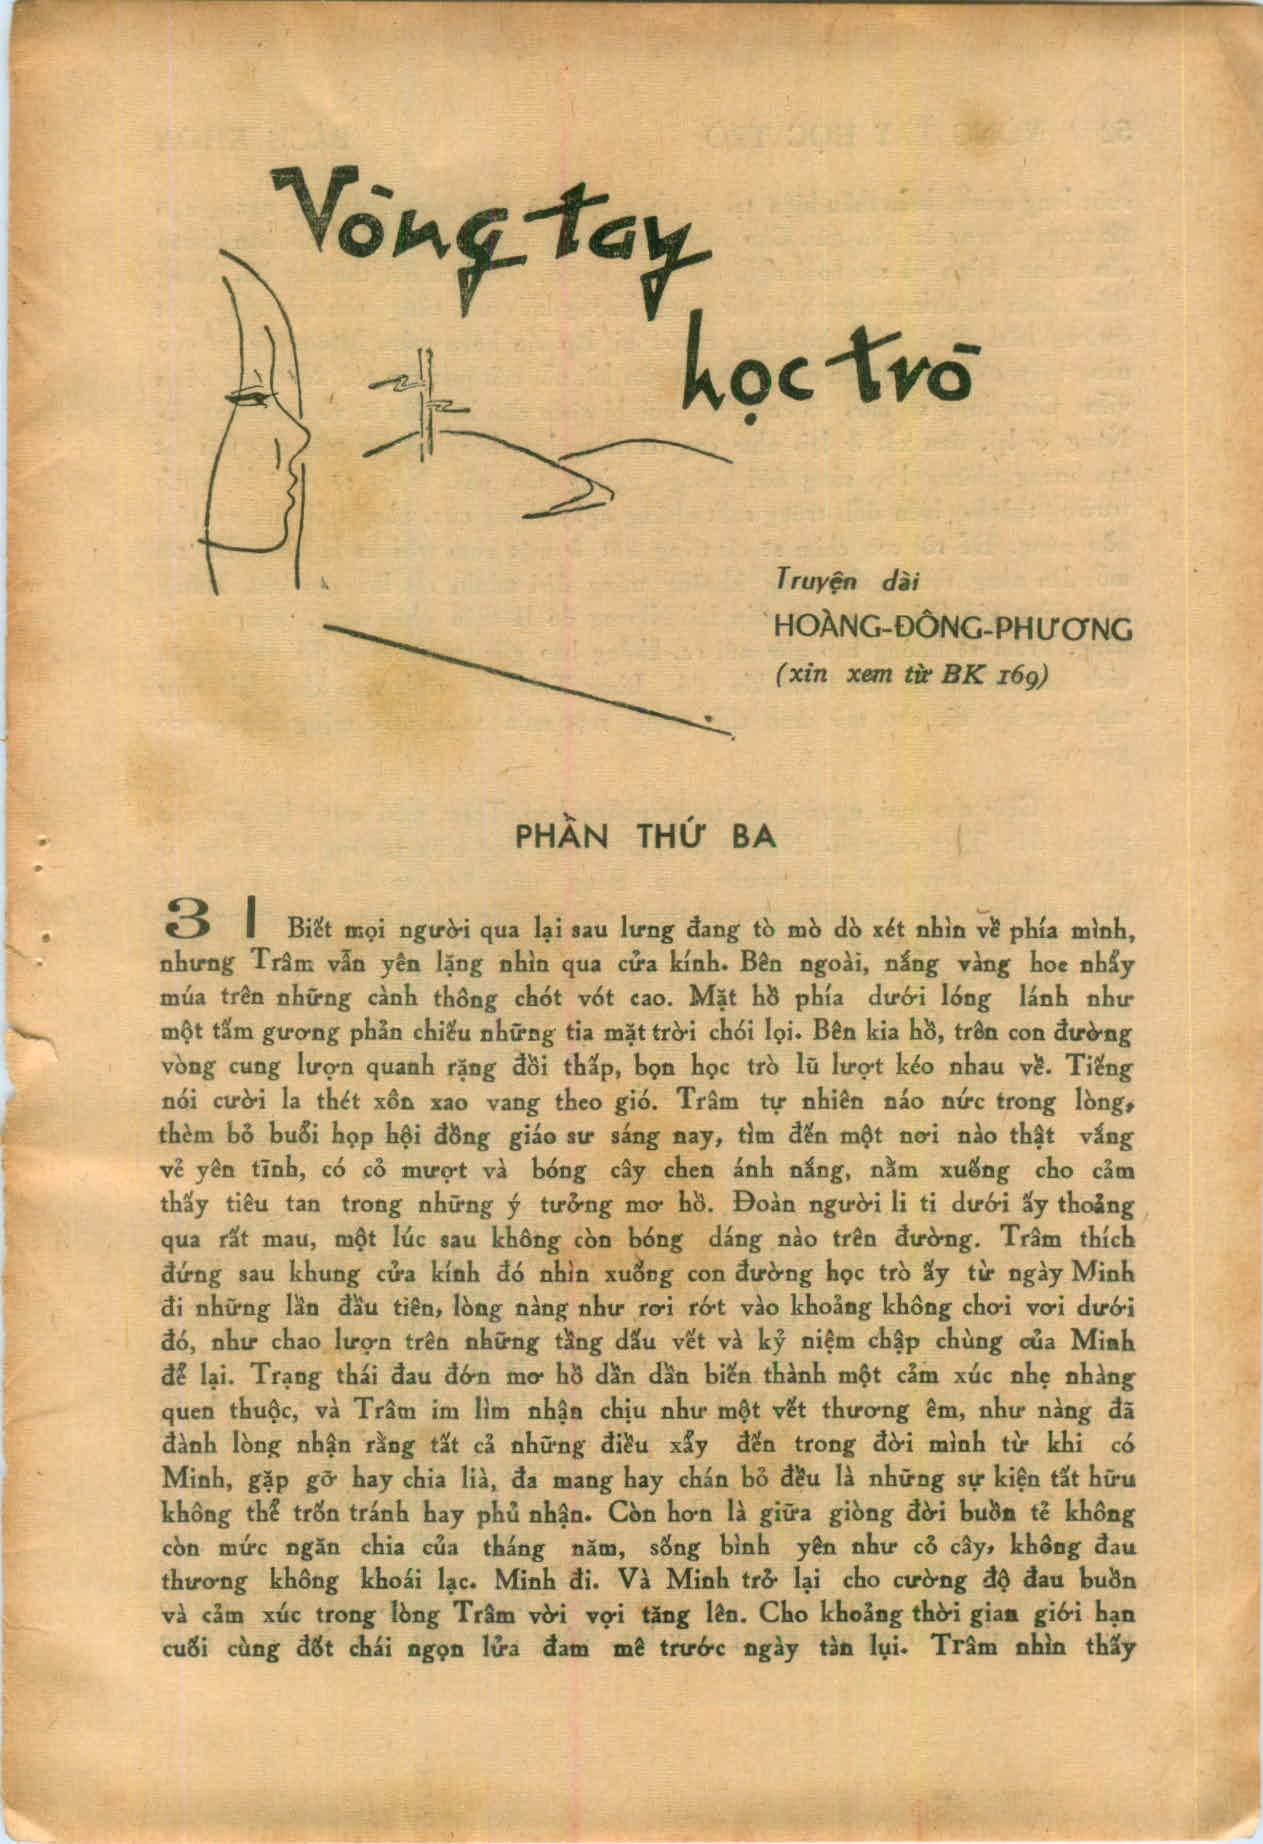 Vòng tay
học trò
Truyện dài
HOÀNG-ĐÔNG-PHƯƠNG
(xin xem từ BK 169)
PHẦN THỨ BA
3 | Biết mọi người qua lại sau lưng đang tò mò dò xét nhìn về phía mình,
nhưng Trâm vẫn yên lặng nhìn qua cửa kính. Bên ngoài, nắng vàng hoe nhẩy
múa trên những cành thông chót vót cao. Mặt hồ phía dưới lóng lánh như
một tấm gương phản chiếu những tia mặt trời chói lọi. Bên kia hồ, trên con đường
vòng cung lượn quanh rặng đồi thấp, bọn học trò lũ lượt kéo nhau về. Tiếng
nói cười la thét xôn xao vang theo gió. Trâm tự nhiên náo nức trong lòng,
thèm bỏ buổi họp hội đồng giáo sư sáng nay, tìm đến một nơi nào thật vắng
vẻ yên tĩnh, có cỏ mượt và bóng cây chen ánh nắng, nằm xuống cho cảm
thấy tiêu tan trong những ý tưởng mơ hồ. Đoàn người li ti dưới ấy thoảng
qua rất mau, một lúc sau không còn bóng dáng nào trên đường. Trâm thích
đứng sau khung cửa kính đó nhìn xuống con đường học trò ấy từ ngày Minh
đi những lần đầu tiên, lòng nàng như rơi rớt vào khoảng không chơi vơi dưới
đó, như chao lượn trên những tầng dấu vết và kỷ niệm chập chùng của Minh
để lại. Trạng thái đau đớn mơ hồ dần dần biến thành một cảm xúc nhẹ nhàng
quen thuộc, và Trâm im lìm nhận chịu như một vết thương êm, như nàng đã
đành lòng nhận rằng tất cả những điều xẩy đến trong đời mình từ khi có
Minh, gặp gỡ hay chia lià, đa mang hay chán bỏ đều là những sự kiện tất hữu
không thể trốn tránh hay phủ nhận. Còn hơn là giữa giòng đời buồn tẻ không
còn mức ngăn chia của tháng năm, sống bình yên như cỏ cây, không đau
thương không khoái lạc. Minh đi. Và Minh trở lại cho cường độ đau buồn
và cảm xúc trong lòng Trâm vời vợi tăng lên. Cho khoảng thời gian giới hạn
cuối cùng đốt chái ngọn lửa đam mê trước ngày tàn lụi. Trâm nhìn thấy